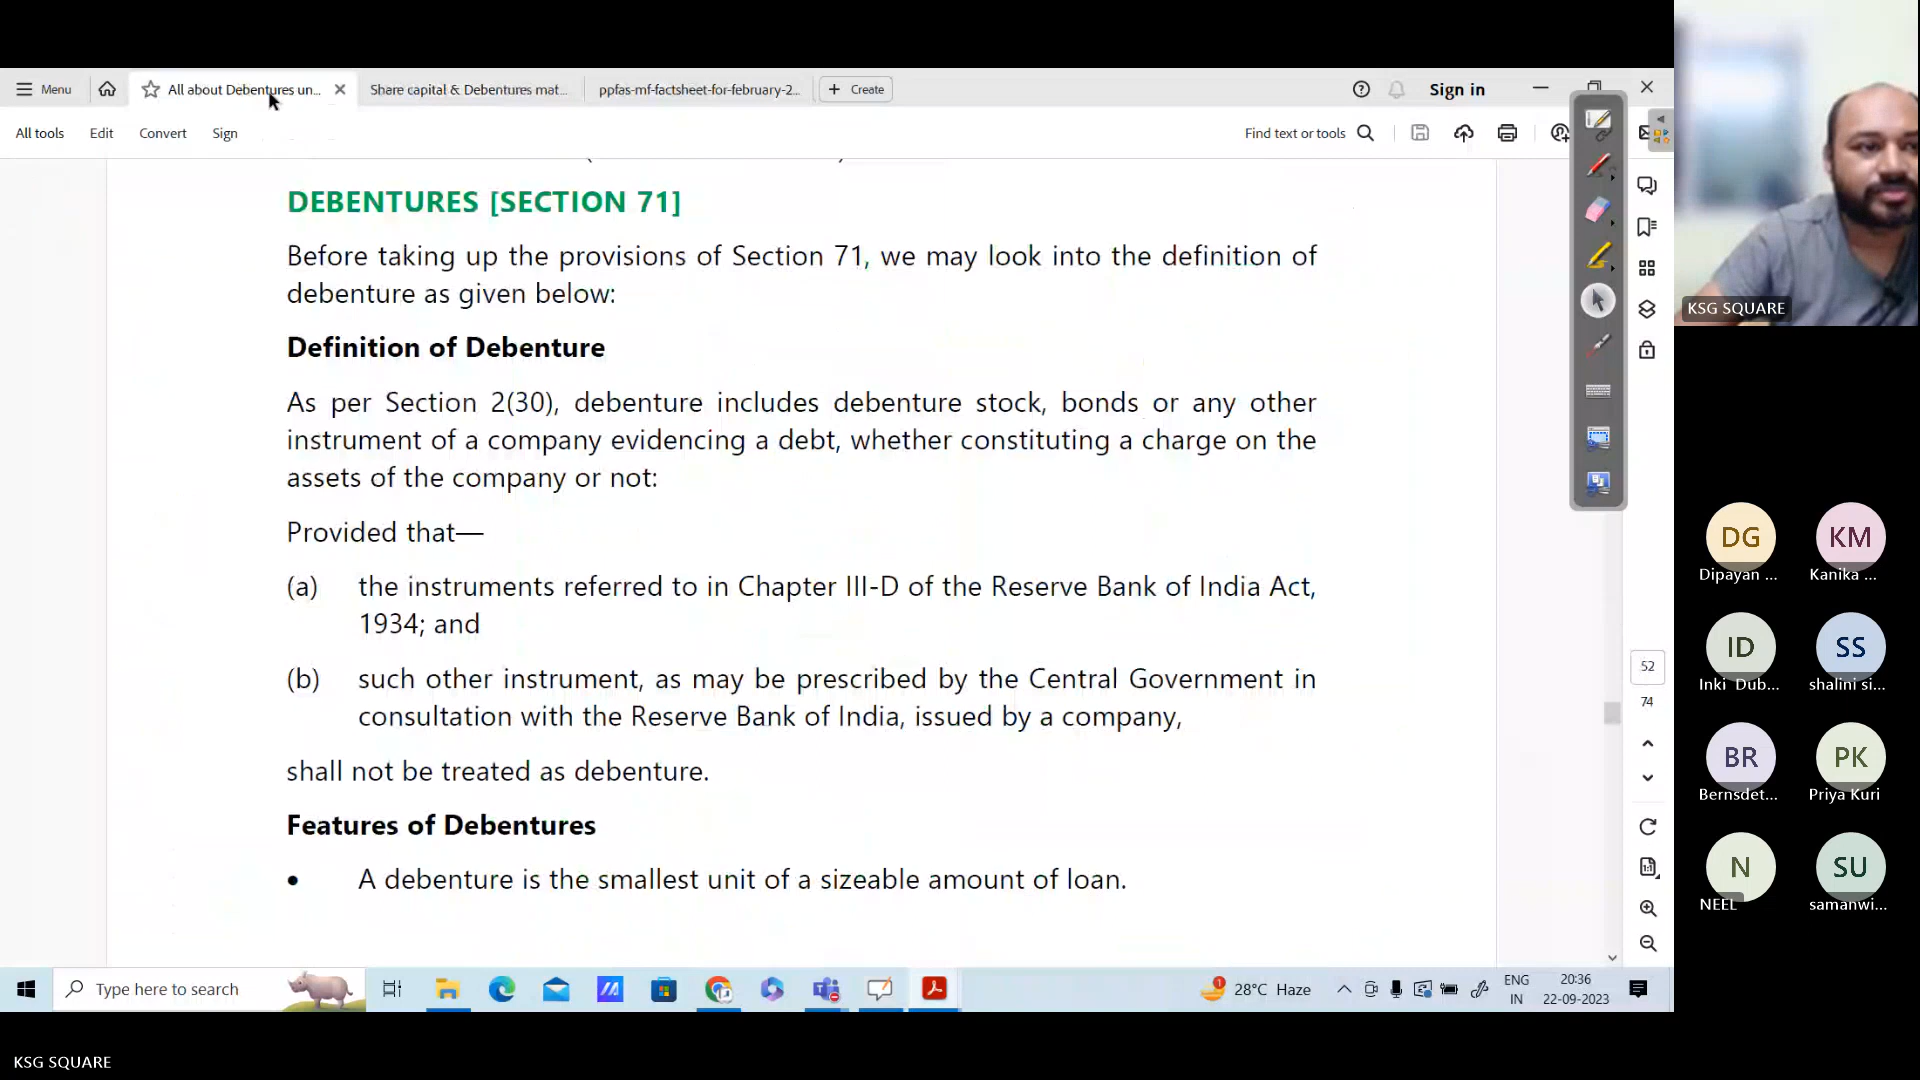 Menu
All about Debentures un...
Share capital & Debentures mat...
ppfas-mf-factsheet-for-february-2...
Create
Sign in
All tools
Edit
Convert
Sign
Find text or tools
DEBENTURES [SECTION 71]
Before taking up the provisions of Section 71, we may look into the definition of
debenture as given below:
Definition of Debenture
As per Section 2(30), debenture includes debenture stock, bonds or any other
instrument of a company evidencing a debt, whether constituting a charge on the
assets of the company or not:
Provided that—
(a) the instruments referred to in Chapter III-D of the Reserve Bank of India Act,
1934; and
(b) such other instrument, as may be prescribed by the Central Government in
consultation with the Reserve Bank of India, issued by a company,
shall not be treated as debenture.
Features of Debentures
• A debenture is the smallest unit of a sizeable amount of loan.
52
74
KSG SQUARE
DG
Dipayan ...
KM
Kanika ...
ID
Inki Dub...
SS
shalini si...
BR
Bernsdet...
PK
Priya Kuri
N
NEEL
SU
samanwi...
Type here to search
1
28°C Haze
ENG
IN
20:36
22-09-2023
KSG SQUARE